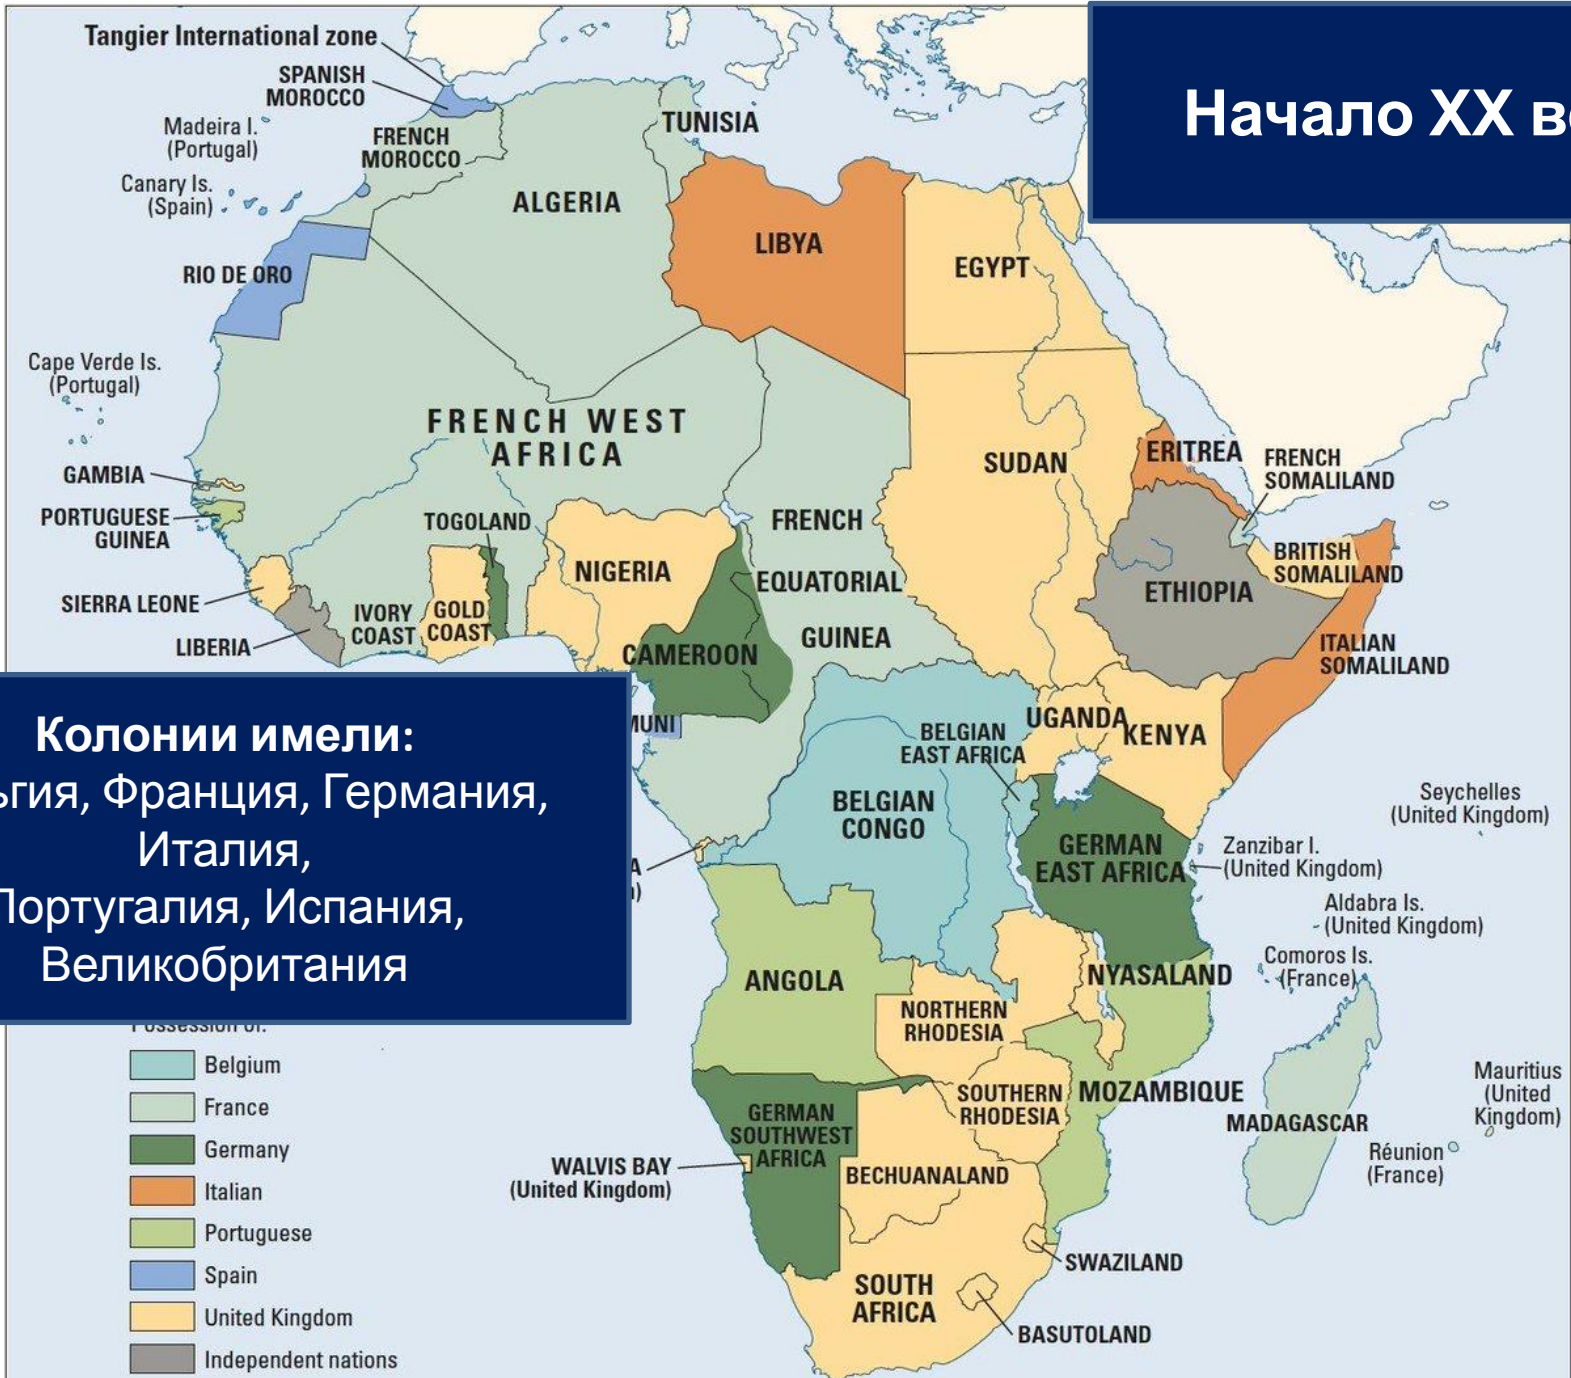 Tangier International zone
SPANISH
MOROCCO
Madeira I.
(Portugal)
FRENCH
MOROCCO
TUNISIA
Начало XX
Canary Is.
(Spain)
ALGERIA
LIBYA
EGYPT
RIO DE ORO
Cape Verde Is.
(Portugal)
FRENCH WEST
AFRICA
SUDAN
ERITREA
FRENCH
SOMALILAND
GAMBIA
PORTUGUESE
GUINEA
TOGOLAND
NIGERIA
FRENCH
EQUATORIAL
GUINEA
BRITISH
SOMALILAND
ETHIOPIA
SIERRA LEONE
LIBERIA
IVORY
COAST
GOLD
COAST
CAMEROON
ITALIAN
SOMALILAND
Колонии имели:
ьгия, Франция, Германия,
Италия,
Португалия, Испания,
Великобритания
MUNI
UGANDA
KENYA
BELGIAN
EAST AFRICA
BELGIAN
CONGO
GERMAN
EAST AFRICA
Seychelles
(United Kingdom)
Zanzibar I.
(United Kingdom)
Aldabra Is.
(United Kingdom)
Comoros Is.
(France)
ANGOLA
NYASALAND
NORTHERN
RHODESIA
Possession of:
Belgium
France
Germany
Italian
Portuguese
Spain
United Kingdom
Independent nations
SOUTHERN
RHODESIA
MOZAMBIQUE
MADAGASCAR
Mauritius
(United
Kingdom)
Réunion
(France)
GERMAN
SOUTHWEST
AFRICA
WALVIS BAY
(United Kingdom)
BECHUANALAND
SWAZILAND
SOUTH
AFRICA
BASUTOLAND